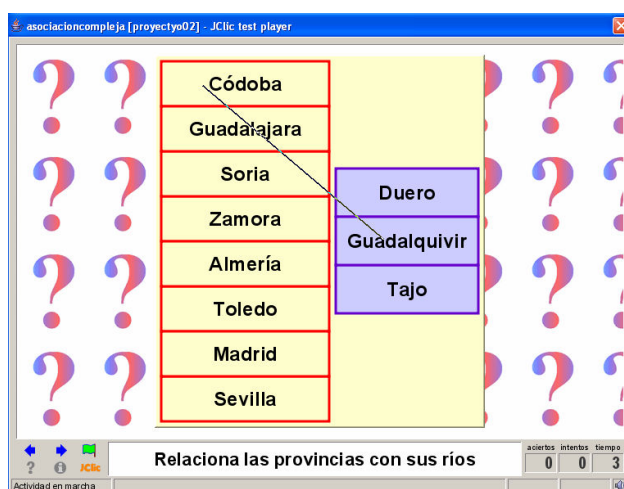 asociacioncompleja [proyectyo02] - JClic test player
Córdoba
Guadalajara
Soria
Zamora
Almería
Toledo
Madrid
Sevilla
Duero
Guadalquivir
Tajo
JClic
Relaciona las provincias con sus ríos
aciertos intentos tiempo
0 0 3
Actividad en marcha